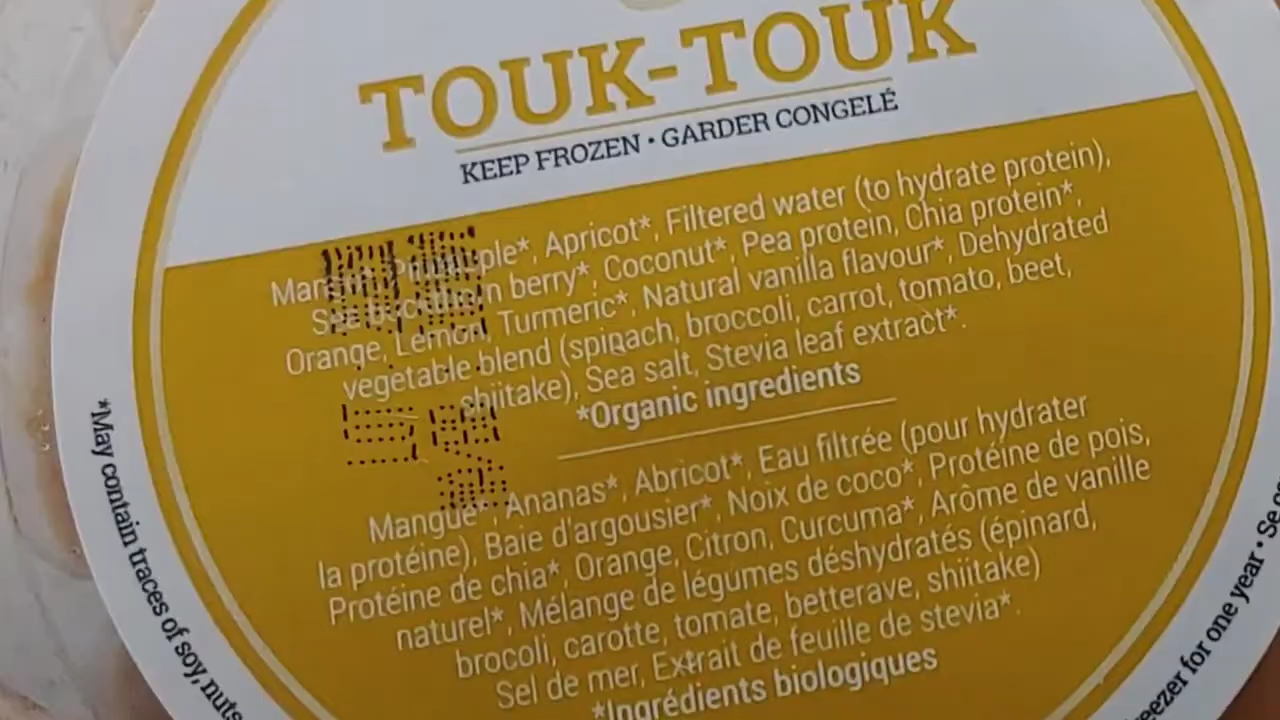 TOUK-TOUK
KEEP FROZEN • GARDER CONGELÉ
Mango*, Pineapple*, Apricot*, Filtered water (to hydrate protein),
Sea buckthorn berry*, Coconut*, Pea protein, Chia protein*,
Orange, Lemon, Turmeric*, Natural vanilla flavour*, Dehydrated
vegetable blend (spinach, broccoli, carrot, tomato, beet,
shiitake), Sea salt, Stevia leaf extract*.
*Organic ingredients
Mangue*, Ananas*, Abricot*, Eau filtrée (pour hydrater
la protéine), Baie d'argousier*, Noix de coco*, Protéine de pois,
Protéine de chia*, Orange, Citron, Curcuma*, Arôme de vanille
naturel*, Mélange de légumes déshydratés (épinard,
brocoli, carotte, tomate, betterave, shiitake)
Sel de mer, Extrait de feuille de stevia*.
*Ingrédients biologiques
*May contain traces of soy, nuts
for one year •